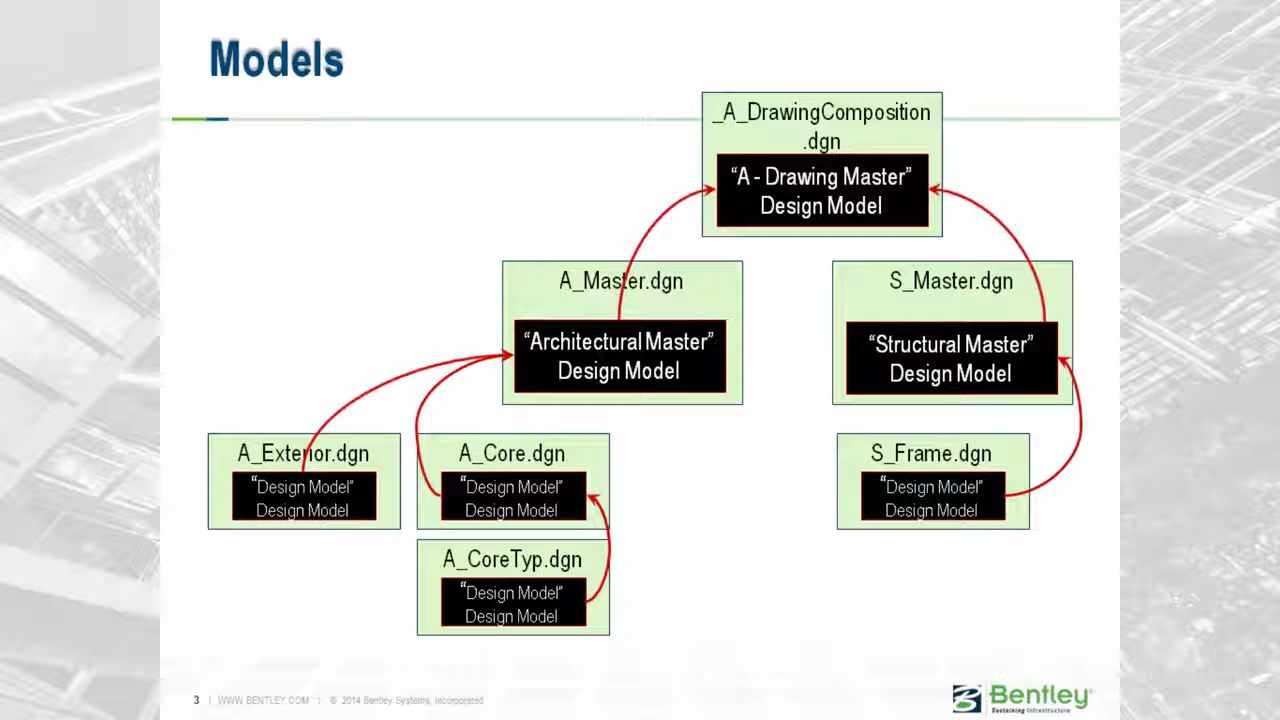 Models
_A_DrawingComposition
.dgn
“A - Drawing Master”
Design Model
A_Master.dgn
“Architectural Master”
Design Model
S_Master.dgn
“Structural Master”
Design Model
A_Exterior.dgn
“Design Model”
Design Model
A_Core.dgn
“Design Model”
Design Model
S_Frame.dgn
“Design Model”
Design Model
A_CoreTyp.dgn
“Design Model”
Design Model
3 | WWW.BENTLEY.COM | © 2014 Bentley Systems, Incorporated
Bentley
Sustaining Infrastructure